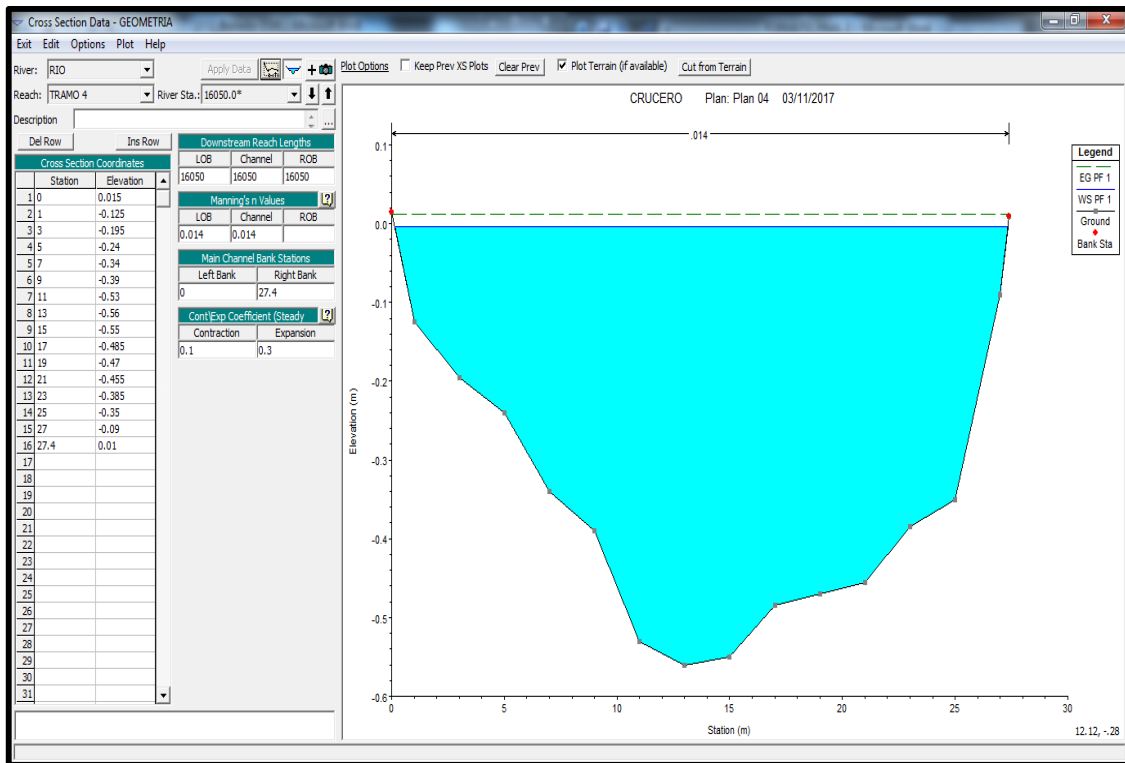 Cross Section Data - GEOMETRIA
Exit Edit Options Plot Help
River: RIO Apply Data Plot Options Keep Prev XS Plots Clear Prev Plot Terrain (if available) Cut from Terrain
Reach: TRAMO 4 River Sta.: 16050.0*
Description ...
Del Row Ins Row
Cross Section Coordinates
Station Elevation
1 0 0.015
2 1 -0.125
3 3 -0.195
4 5 -0.24
5 7 -0.34
6 9 -0.39
7 11 -0.53
8 13 -0.56
9 15 -0.55
10 17 -0.485
11 19 -0.47
12 21 -0.455
13 23 -0.385
14 25 -0.35
15 27 -0.09
16 27.4 0.01
17
18
19
20
21
22
23
24
25
26
27
28
29
30
31
Downstream Reach Lengths
LOB Channel ROB
16050 16050 16050
Manning's n Values ?
LOB Channel ROB
0.014 0.014
Main Channel Bank Stations
Left Bank Right Bank
0 27.4
Cont\Exp Coefficient (Steady ?
Contraction Expansion
0.1 0.3
CRUCERO Plan: Plan 04 03/11/2017
.014
Elevation (m)
0.1
0.0
-0.1
-0.2
-0.3
-0.4
-0.5
-0.6
0 5 10 15 20 25 30
Station (m)
Legend
EG PF 1
WS PF 1
Ground
Bank Sta
12.12, -.28